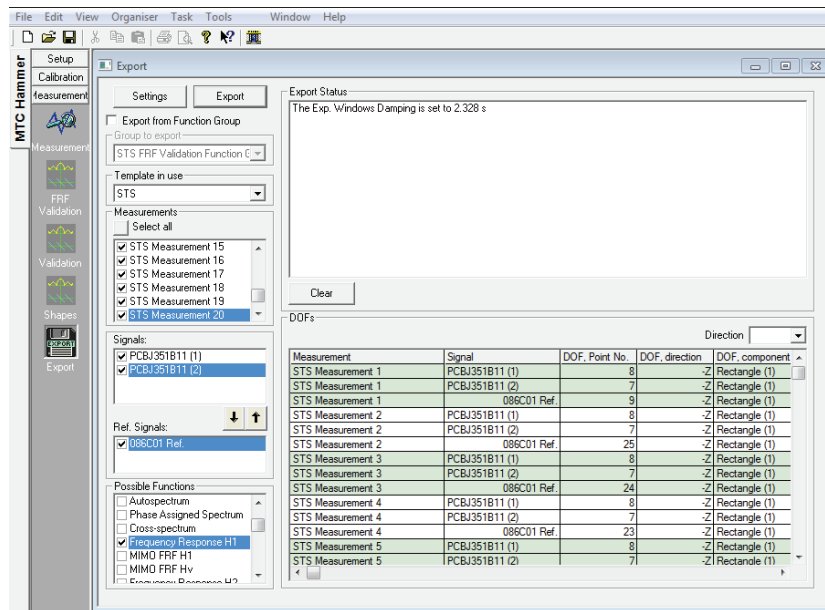 File Edit View Organiser Task Tools Window Help
MTC Hammer
Setup
Calibration
Measurement
Measurement
FRF
Validation
Validation
Shapes
EXPORT
Export
Export
Settings Export
Export from Function Group
Group to export
STS FRF Validation Function G
Template in use
STS
Measurements
Select all
STS Measurement 15
STS Measurement 16
STS Measurement 17
STS Measurement 18
STS Measurement 19
STS Measurement 20
Signals:
PCBJ351B11 (1)
PCBJ351B11 (2)
Ref. Signals:
086C01 Ref.
Possible Functions
Autospectrum
Phase Assigned Spectrum
Cross-spectrum
Frequency Response H1
MIMO FRF H1
MIMO FRF Hv
Frequency Response H2
Export Status
The Exp. Windows Damping is set to 2.328 s
Clear
DOFs
Direction
Measurement Signal DOF, Point No. DOF, direction DOF, component
STS Measurement 1 PCBJ351B11 (1) 8 -Z Rectangle (1)
STS Measurement 1 PCBJ351B11 (2) 7 -Z Rectangle (1)
STS Measurement 1 086C01 Ref. 9 -Z Rectangle (1)
STS Measurement 2 PCBJ351B11 (1) 8 -Z Rectangle (1)
STS Measurement 2 PCBJ351B11 (2) 7 -Z Rectangle (1)
STS Measurement 2 086C01 Ref. 25 -Z Rectangle (1)
STS Measurement 3 PCBJ351B11 (1) 8 -Z Rectangle (1)
STS Measurement 3 PCBJ351B11 (2) 7 -Z Rectangle (1)
STS Measurement 3 086C01 Ref. 24 -Z Rectangle (1)
STS Measurement 4 PCBJ351B11 (1) 8 -Z Rectangle (1)
STS Measurement 4 PCBJ351B11 (2) 7 -Z Rectangle (1)
STS Measurement 4 086C01 Ref. 23 -Z Rectangle (1)
STS Measurement 5 PCBJ351B11 (1) 8 -Z Rectangle (1)
STS Measurement 5 PCBJ351B11 (2) 7 -Z Rectangle (1)